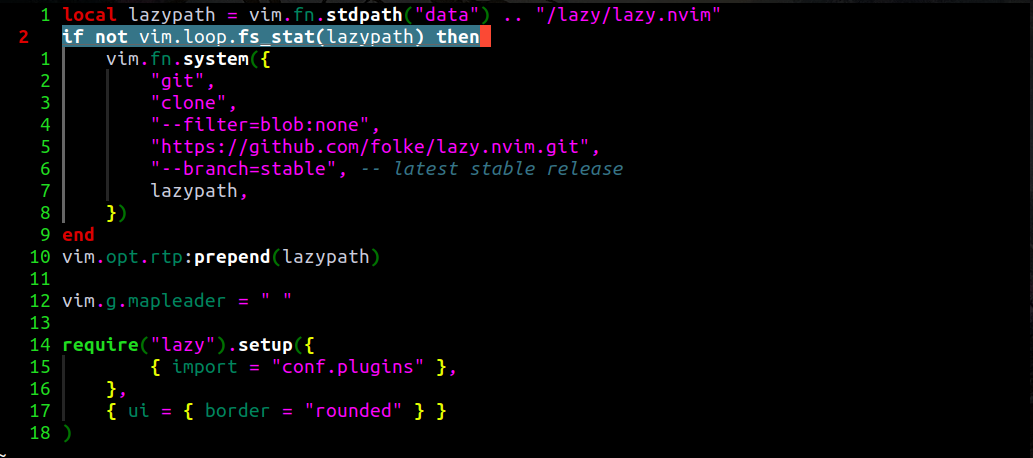 1 local lazypath = vim.fn.stdpath("data") .. "/lazy/lazy.nvim"
2 if not vim.loop.fs_stat(lazypath) then
1     vim.fn.system({
2         "git",
3         "clone",
4         "--filter=blob:none",
5         "https://github.com/folke/lazy.nvim.git",
6         "--branch=stable", -- latest stable release
7         lazypath,
8     })
9 end
10 vim.opt.rtp:prepend(lazypath)
11
12 vim.g.mapleader = " "
13
14 require("lazy").setup({
15         { import = "conf.plugins" },
16     },
17     { ui = { border = "rounded" } }
18 )
~